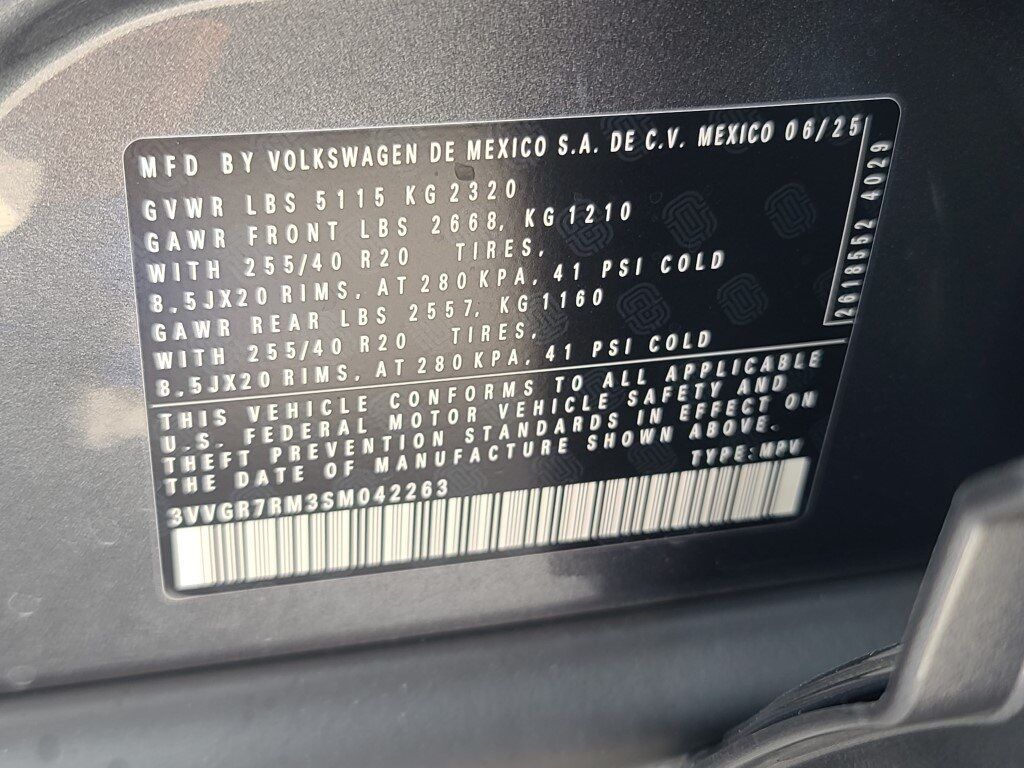 MFD BY VOLKSWAGEN DE MEXICO S.A. DE C.V. MEXICO 06/25
GVWR LBS 5115 KG 2320
GAWR FRONT LBS 2668, KG 1210
WITH 255/40 R20 TIRES,
8.5JX20 RIMS, AT 280 KPA, 41 PSI COLD
GAWR REAR LBS 2557, KG 1160
WITH 255/40 R20 TIRES,
8.5JX20 RIMS, AT 280 KPA, 41 PSI COLD
2618552 4029
THIS VEHICLE CONFORMS TO ALL APPLICABLE
U.S. FEDERAL MOTOR VEHICLE SAFETY AND
THEFT PREVENTION STANDARDS IN EFFECT ON
THE DATE OF MANUFACTURE SHOWN ABOVE.
TYPE:MPV
3VVGR7RM3SM042263